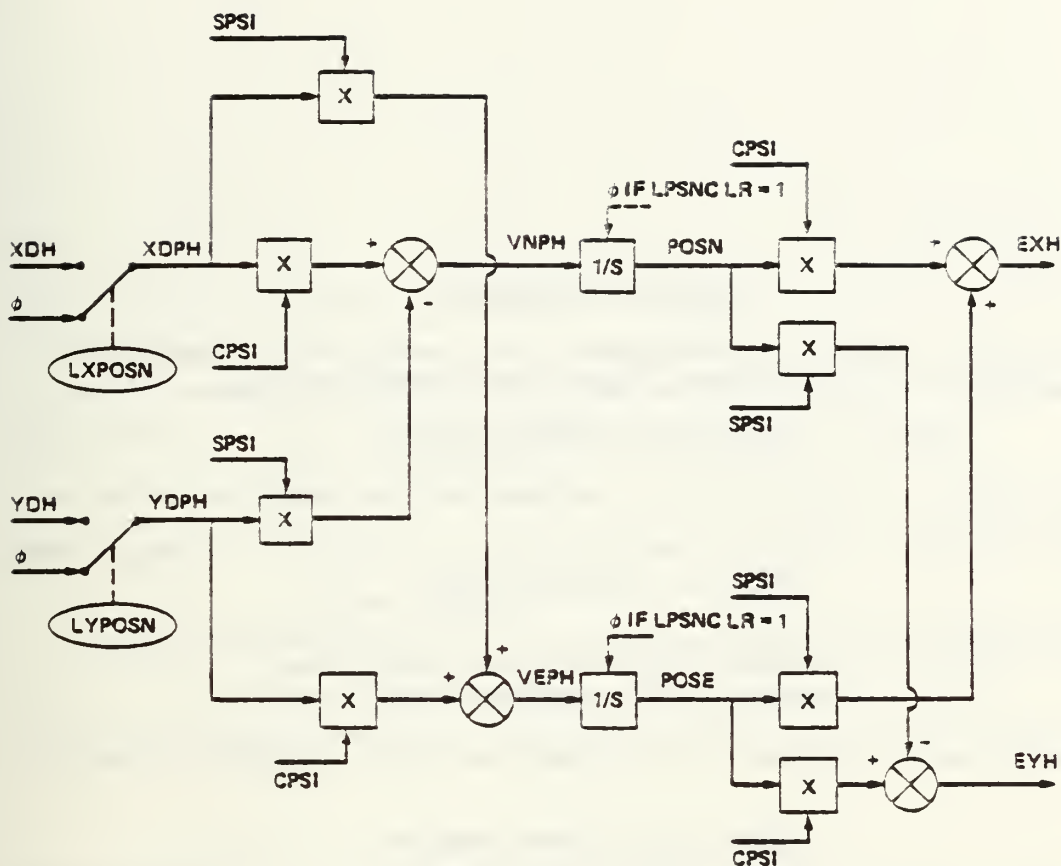 SPSI
X
CPSI
φ IF LPSNC LR = 1
XDH
XDPH
X
+
-
VNPH
1/S
POSN
X
+
+
EXH
φ
LXPOSN
CPSI
X
SPSI
SPSI
YDH
YDPH
X
φ
LYPOSN
SPSI
φ IF LPSNC LR = 1
X
+
+
VEPH
1/S
POSE
X
CPSI
X
+
-
EYH
CPSI